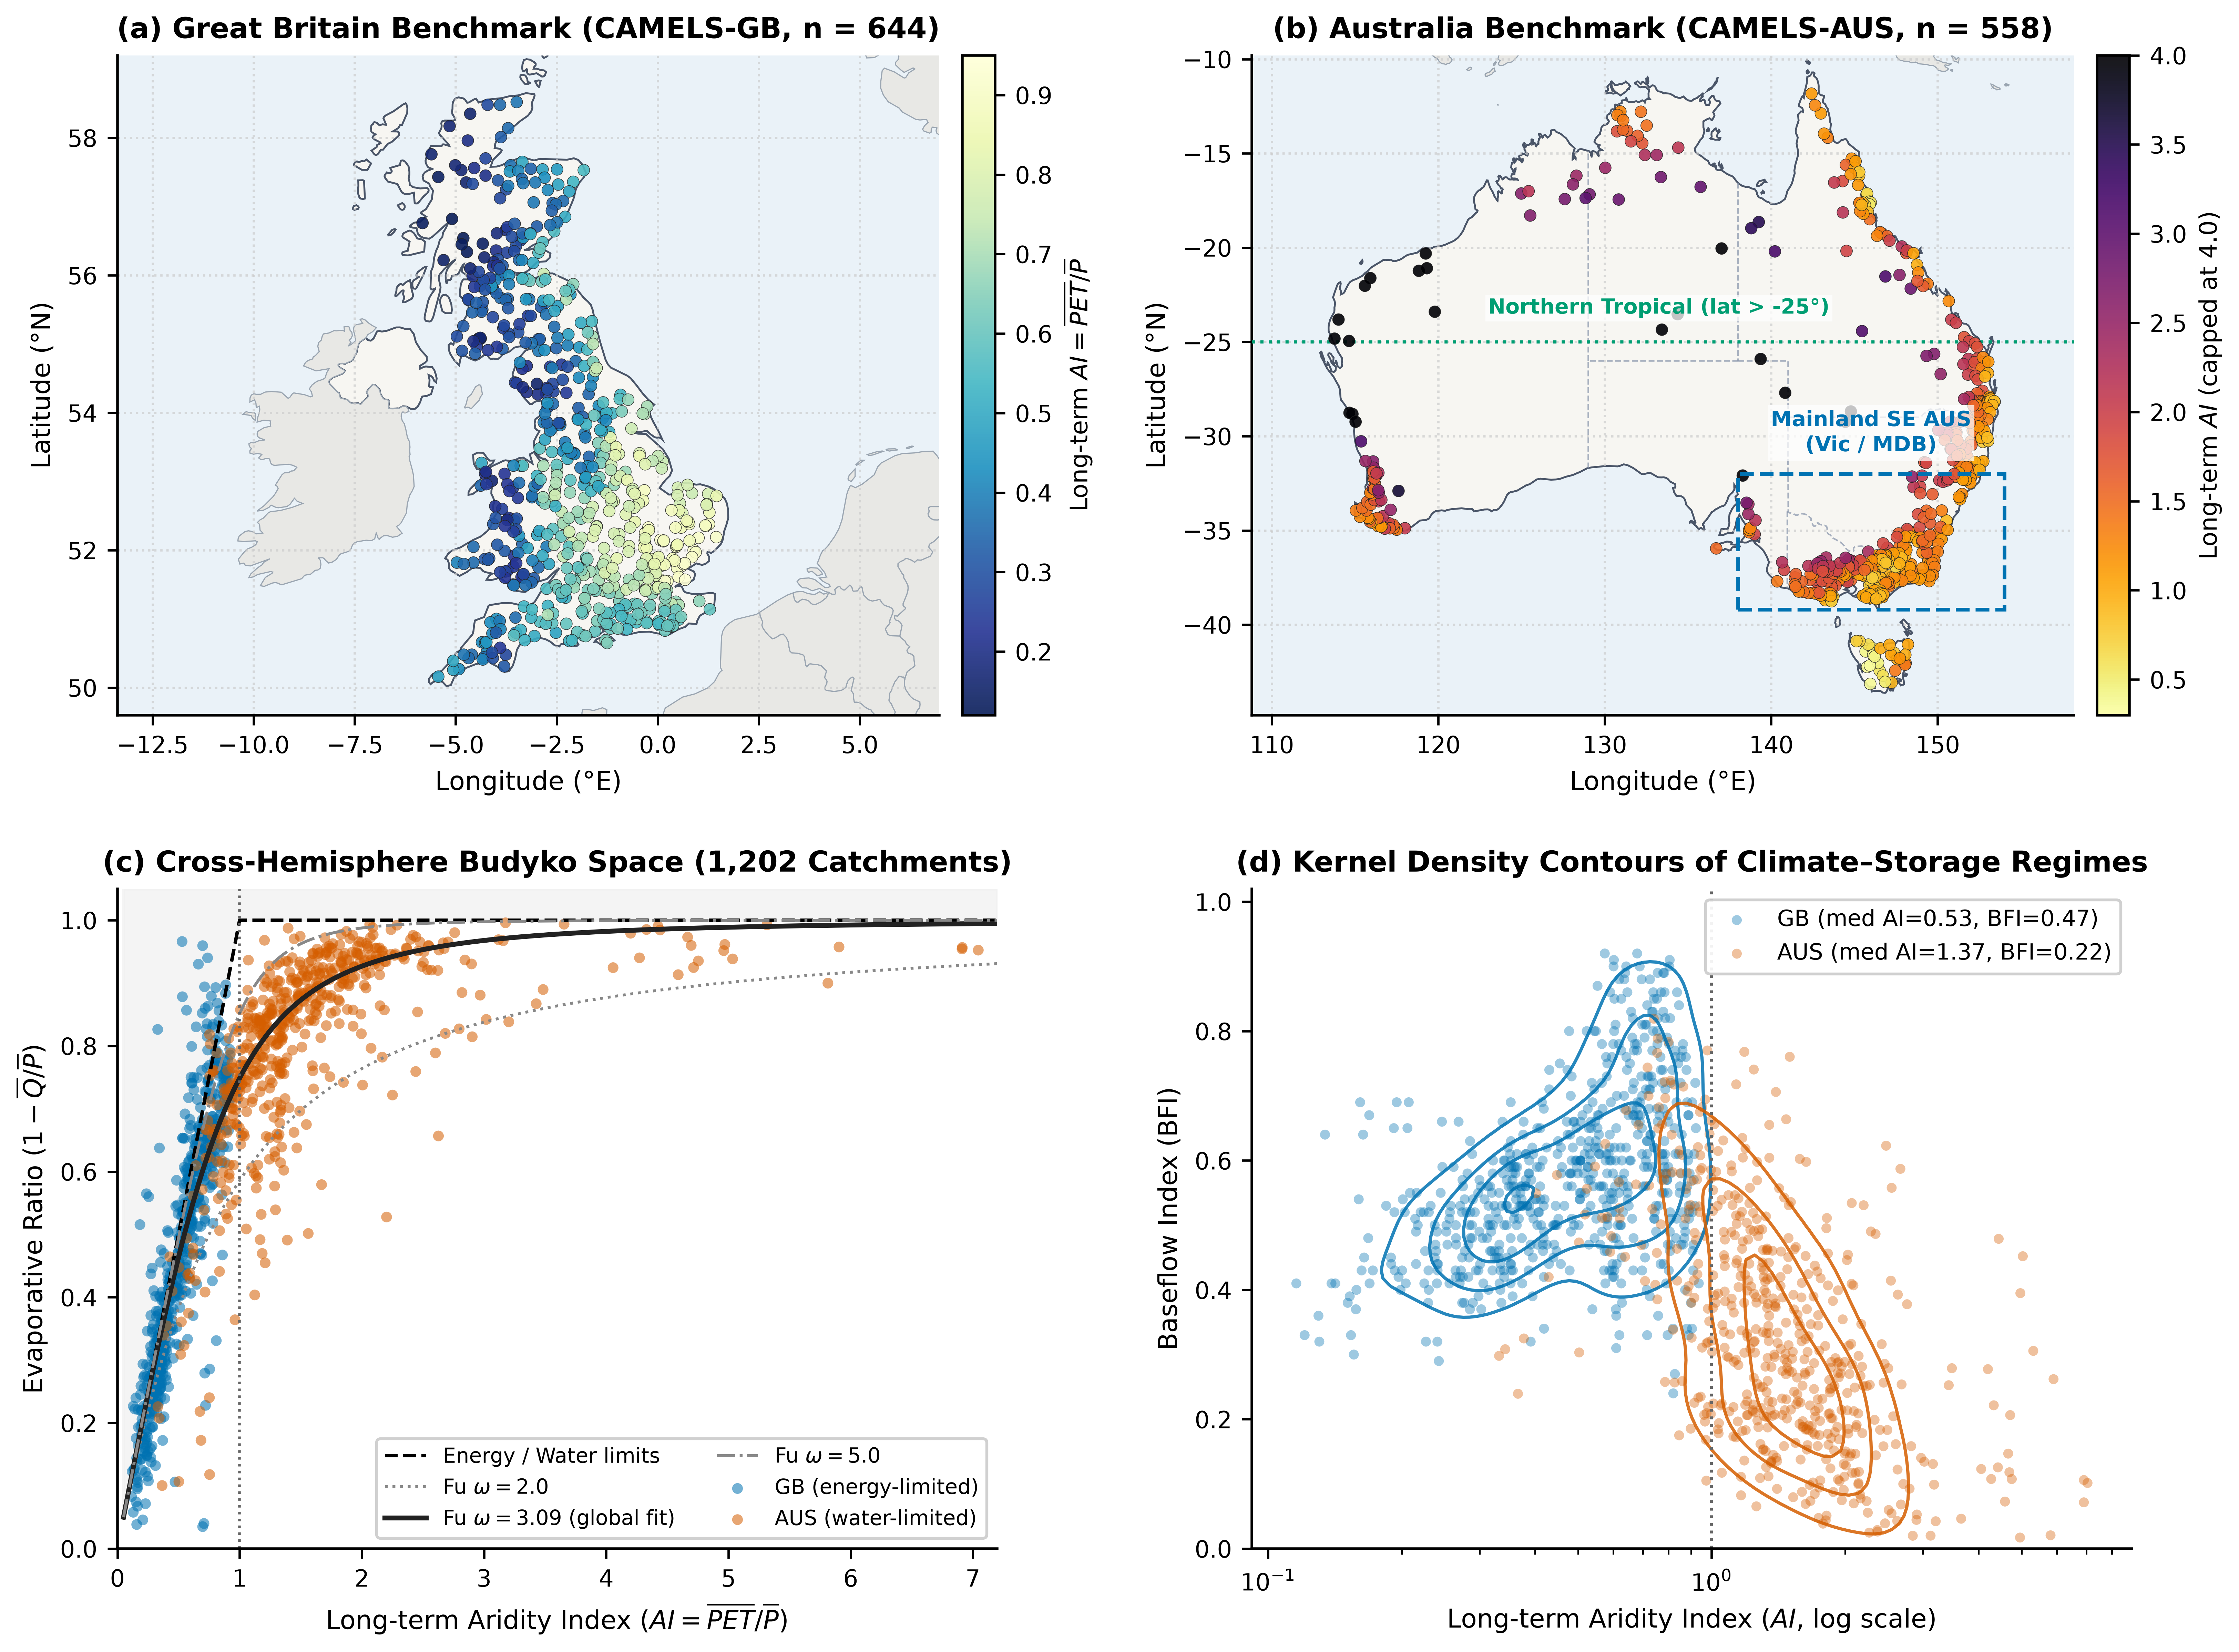 (a) Great Britain Benchmark (CAMELS-GB, n = 644)
58
56
54
52
50
Latitude (°N)
−12.5 −10.0 −7.5 −5.0 −2.5 0.0 2.5 5.0
Longitude (°E)
0.9
0.8
0.7
0.6
0.5
0.4
0.3
0.2
Long-term AI = PET/P
(b) Australia Benchmark (CAMELS-AUS, n = 558)
−10
−15
−20
−25
−30
−35
−40
Latitude (°N)
Northern Tropical (lat > -25°)
Mainland SE AUS
(Vic / MDB)
110 120 130 140 150
Longitude (°E)
4.0
3.5
3.0
2.5
2.0
1.5
1.0
0.5
Long-term AI (capped at 4.0)
(c) Cross-Hemisphere Budyko Space (1,202 Catchments)
1.0
0.8
0.6
0.4
0.2
0.0
Evaporative Ratio (1 − Q/P)
Energy / Water limits
Fu ω = 2.0
Fu ω = 3.09 (global fit)
Fu ω = 5.0
GB (energy-limited)
AUS (water-limited)
0 1 2 3 4 5 6 7
Long-term Aridity Index (AI = PET/P)
(d) Kernel Density Contours of Climate–Storage Regimes
1.0
0.8
0.6
0.4
0.2
0.0
Baseflow Index (BFI)
GB (med AI=0.53, BFI=0.47)
AUS (med AI=1.37, BFI=0.22)
10⁻¹ 10⁰
Long-term Aridity Index (AI, log scale)